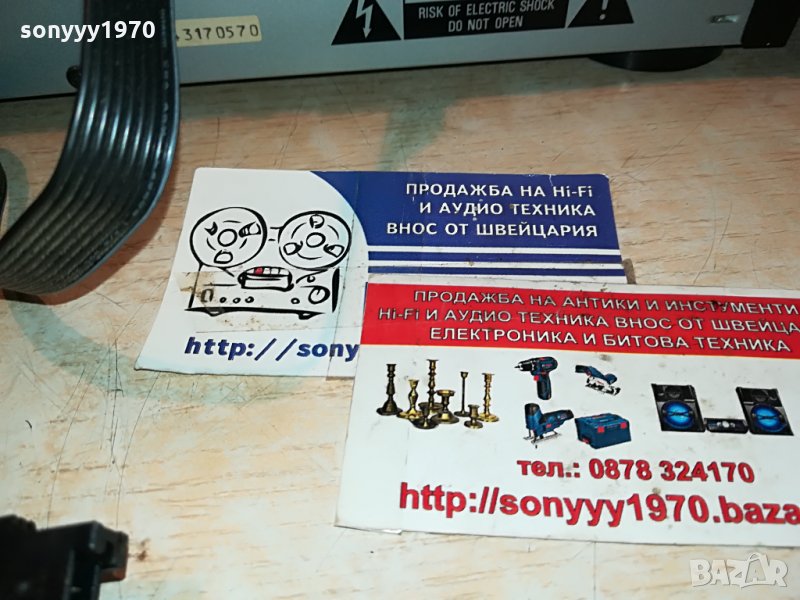 sonyyy1970
3170570
RISK OF ELECTRIC SHOCK
DO NOT OPEN
ПРОДАЖБА НА Hi-Fi
И АУДИО ТЕХНИКА
ВНОС ОТ ШВЕЙЦАРИЯ
http://sony
ПРОДАЖБА НА АНТИКИ И ИНСТУМЕНТИ
Hi-Fi И АУДИО ТЕХНИКА ВНОС ОТ ШВЕЙЦА
ЕЛЕКТРОНИКА И БИТОВА ТЕХНИКА
тел.: 0878 324170
http://sonyyy1970.baza
BAZAR